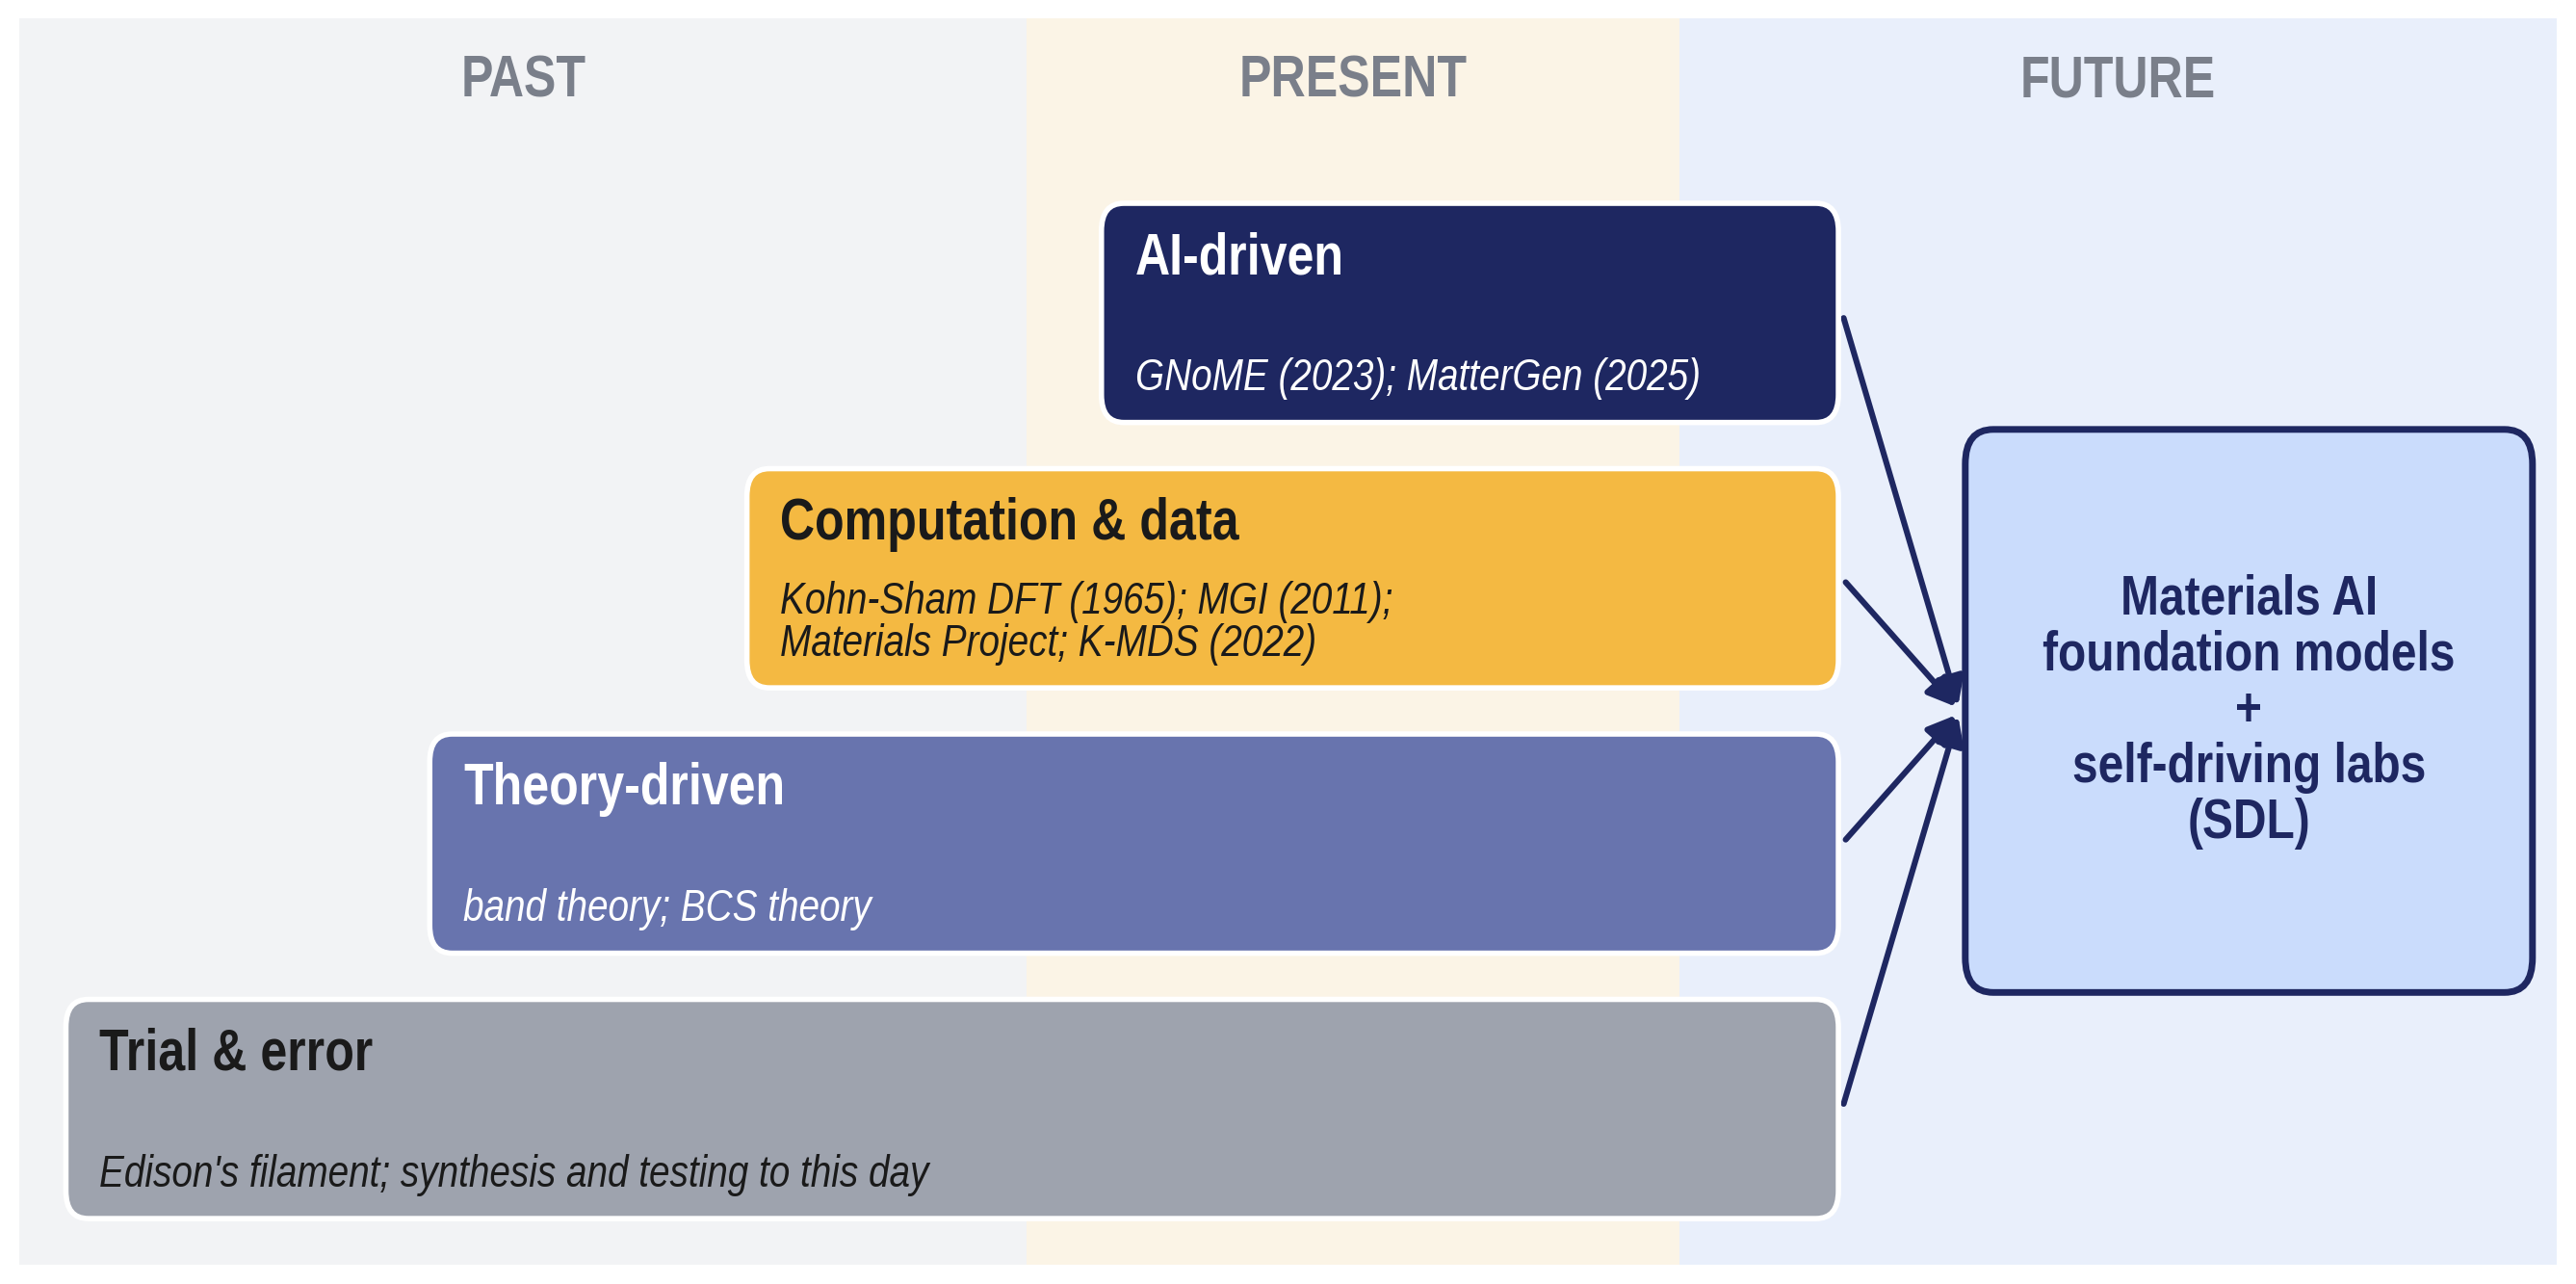 PAST
PRESENT
FUTURE
AI-driven
GNoME (2023); MatterGen (2025)
Computation & data
Kohn-Sham DFT (1965); MGI (2011);
Materials Project; K-MDS (2022)
Theory-driven
band theory; BCS theory
Trial & error
Edison's filament; synthesis and testing to this day
Materials AI
foundation models
+
self-driving labs
(SDL)